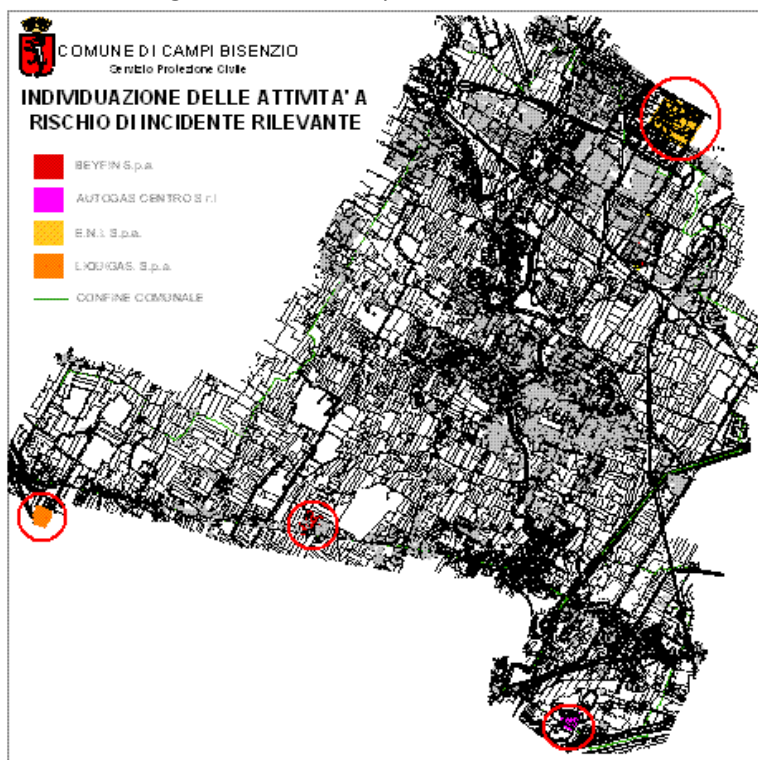 COMUNE DI CAMPI BISENZIO
Servizio Protezione Civile
INDIVIDUAZIONE DELLE ATTIVITA' A
RISCHIO DI INCIDENTE RILEVANTE
BEYFIN S.p.a.
AUTOGAS CENTRO S.r.l
E.N.I. S.p.a.
LIQUIGAS. S.p.a.
CONFINE COMUNALE